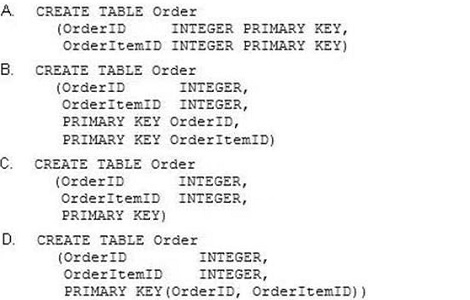 A. CREATE TABLE Order
(OrderID INTEGER PRIMARY KEY,
OrderItemID INTEGER PRIMARY KEY)
B. CREATE TABLE Order
(OrderID INTEGER,
OrderItemID INTEGER,
PRIMARY KEY OrderID,
PRIMARY KEY OrderItemID)
C. CREATE TABLE Order
(OrderID INTEGER,
OrderItemID INTEGER,
PRIMARY KEY)
D. CREATE TABLE Order
(OrderID INTEGER,
OrderItemID INTEGER,
PRIMARY KEY(OrderID, OrderItemID))